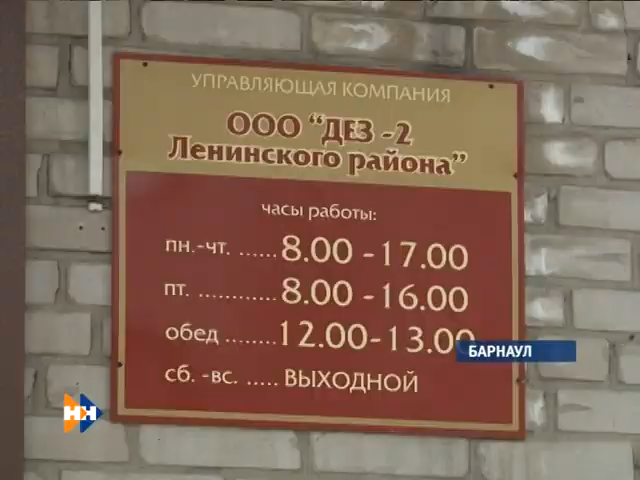 УПРАВЛЯЮЩАЯ КОМПАНИЯ
ООО "ДЕЗ -2
Ленинского района"
часы работы:
пн.-чт. ...... 8.00 -17.00
пт. ............ 8.00 -16.00
обед ........ 12.00-13.00
сб. -вс. ..... ВЫХОДНОЙ
БАРНАУЛ
НН